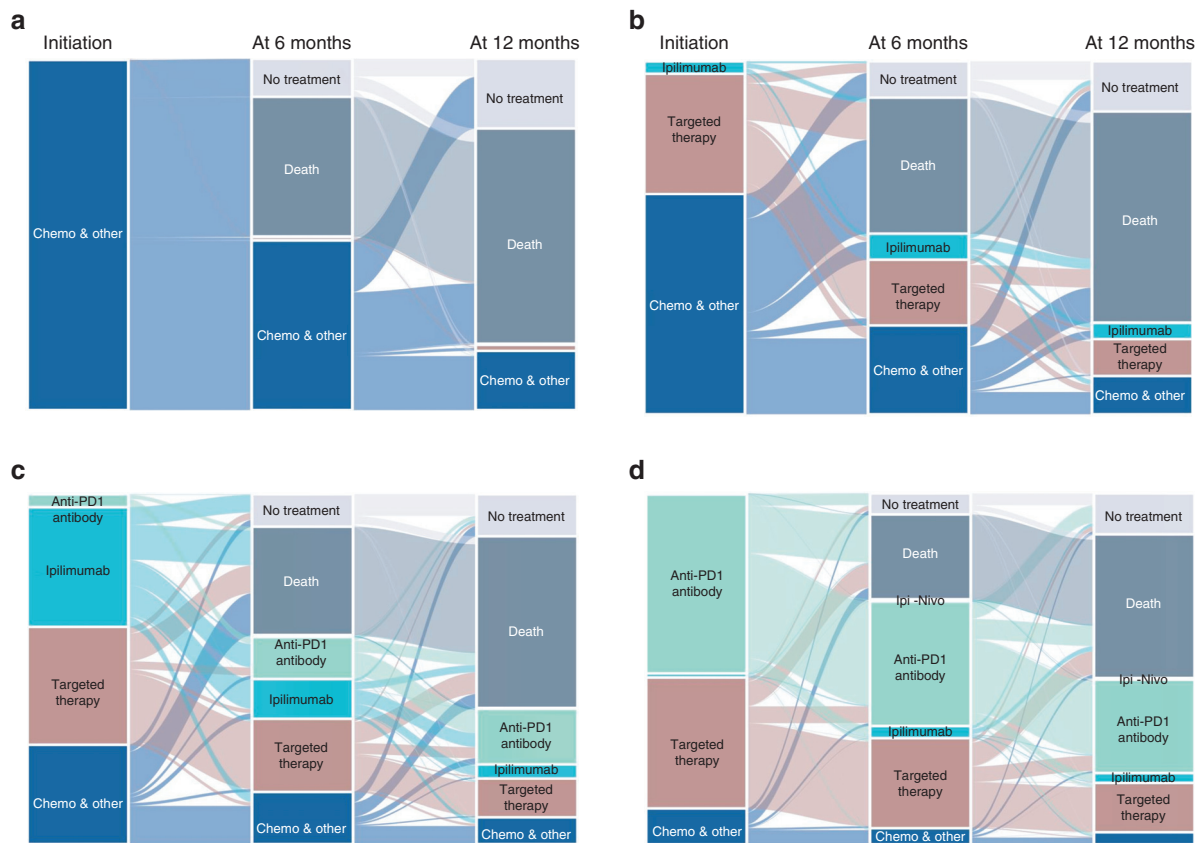 a
Initiation
At 6 months
At 12 months
No treatment
Death
Chemo & other
Chemo & other
No treatment
Death
Chemo & other
b
Initiation
At 6 months
At 12 months
Ipilimumab
Targeted
therapy
Chemo & other
No treatment
Death
Ipilimumab
Targeted
therapy
Chemo & other
No treatment
Death
Ipilimumab
Targeted
therapy
Chemo & other
c
Anti-PD1
antibody
Ipilimumab
Targeted
therapy
Chemo & other
No treatment
Death
Anti-PD1
antibody
Ipilimumab
Targeted
therapy
Chemo & other
No treatment
Death
Anti-PD1
antibody
Ipilimumab
Targeted
therapy
Chemo & other
d
Anti-PD1
antibody
Targeted
therapy
Chemo & other
No treatment
Death
Ipi -Nivo
Anti-PD1
antibody
Ipilimumab
Targeted
therapy
Chemo & other
No treatment
Death
Ipi -Nivo
Anti-PD1
antibody
Ipilimumab
Targeted
therapy